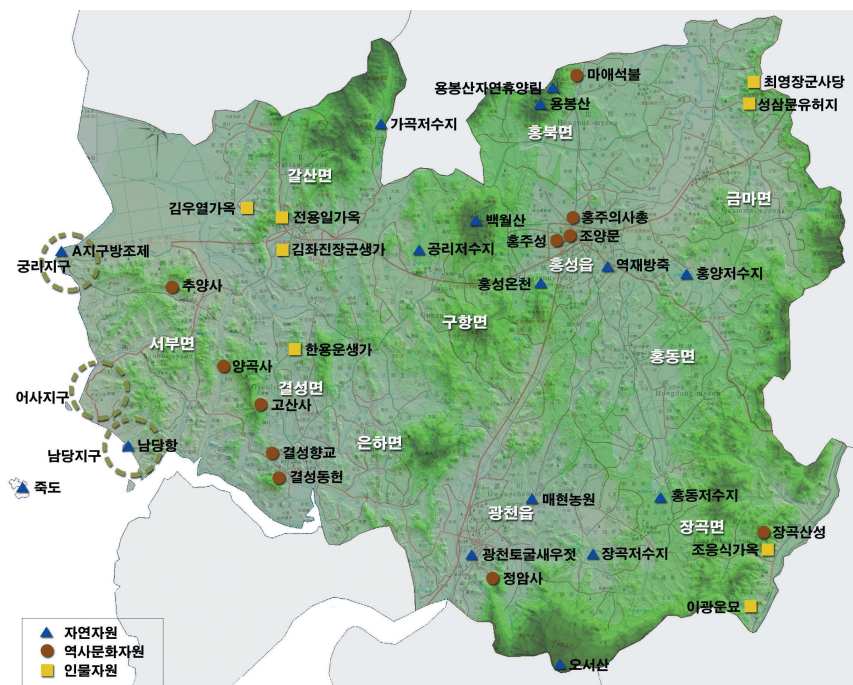 마애석불
용봉산자연휴양림
용봉산
최영장군사당
성삼문유허지
가곡저수지
홍북면
갈산면
금마면
김우열가옥
전용일가옥
백월산
홍주의사총
홍주성
조양문
A지구방조제
궁리지구
김좌진장군생가
공리저수지
홍성읍
역재방죽
홍양저수지
추양사
홍성온천
구항면
서부면
한용운생가
홍동면
양곡사
결성면
어사지구
고산사
남당항
남당지구
은하면
결성향교
결성동헌
죽도
매현농원
홍동저수지
광천읍
장곡면
장곡산성
조응식가옥
광천토굴새우젓
장곡저수지
정암사
이광운묘
오서산
자연자원
역사문화자원
인물자원